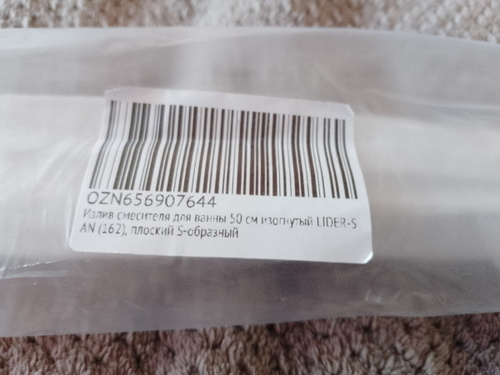 OZN656907644
Излив смесителя для ванны 50 см изогнутый LIDER-S
AN (162), плоский S-образный